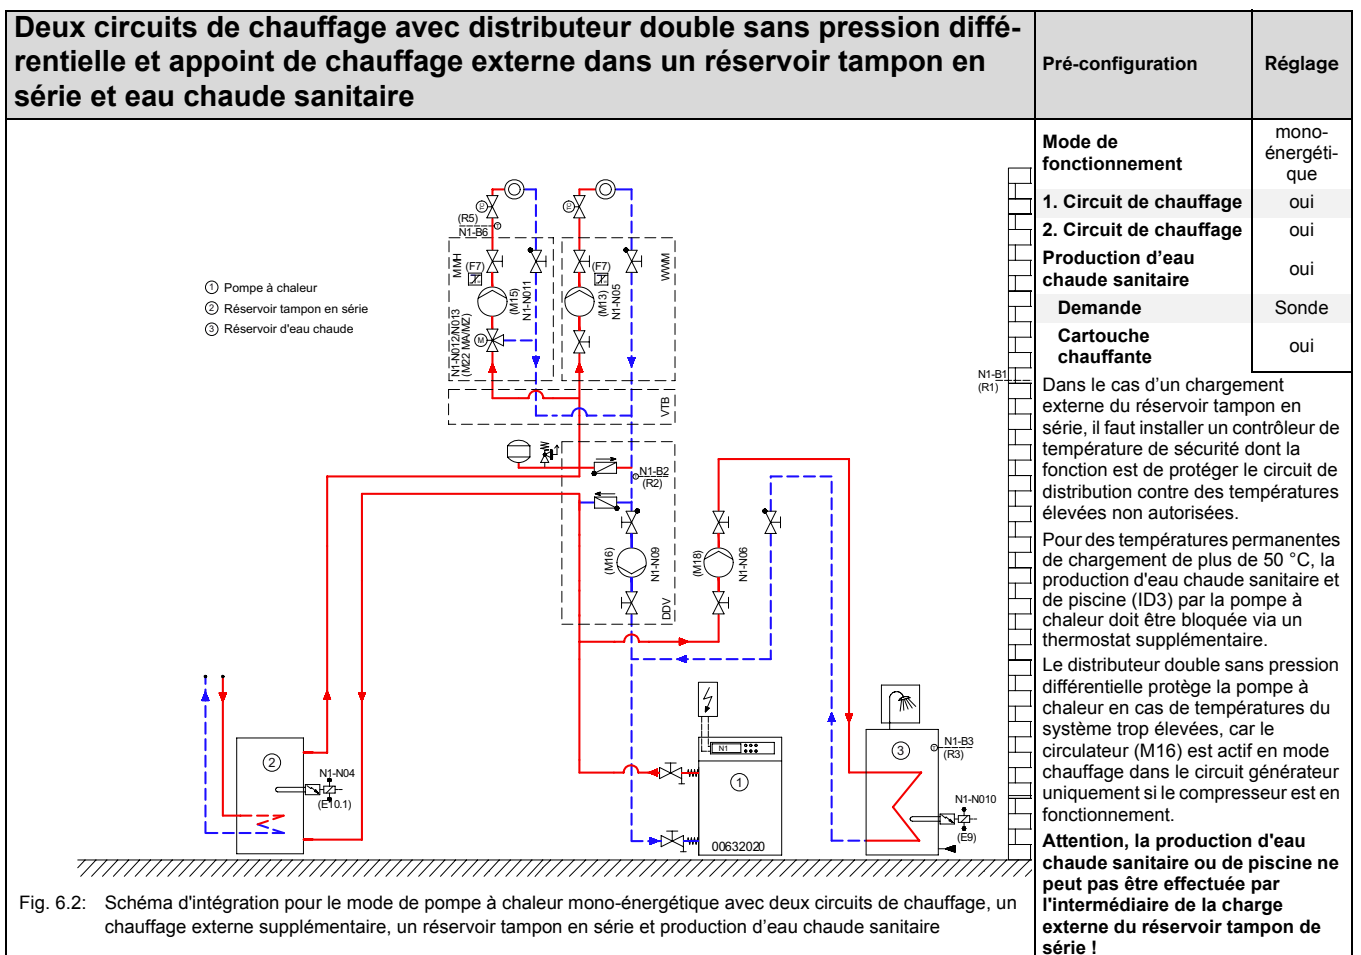 Deux circuits de chauffage avec distributeur double sans pression diffé-
rentielle et appoint de chauffage externe dans un réservoir tampon en
série et eau chaude sanitaire
Pré-configuration
Réglage
Mode de
fonctionnement
mono-
énergéti-
que
1. Circuit de chauffage
oui
2. Circuit de chauffage
oui
Production d’eau
chaude sanitaire
oui
Demande
Sonde
Cartouche
chauffante
oui
Dans le cas d’un chargement
externe du réservoir tampon en
série, il faut installer un contrôleur de
température de sécurité dont la
fonction est de protéger le circuit de
distribution contre des températures
élevées non autorisées.
Pour des températures permanentes
de chargement de plus de 50 °C, la
production d'eau chaude sanitaire et
de piscine (ID3) par la pompe à
chaleur doit être bloquée via un
thermostat supplémentaire.
Le distributeur double sans pression
différentielle protège la pompe à
chaleur en cas de températures du
système trop élevées, car le
circulateur (M16) est actif en mode
chauffage dans le circuit générateur
uniquement si le compresseur est en
fonctionnement.
Attention, la production d'eau
chaude sanitaire ou de piscine ne
peut pas être effectuée par
l'intermédiaire de la charge
externe du réservoir tampon de
série !
1 Pompe à chaleur
2 Réservoir tampon en série
3 Réservoir d'eau chaude
TC
TC
(R5)
N1-B6
T
MMH
(F7)
(M15)
N1-N011
N1-N012/N013
(M22 MA/MZ)
M
WWM
(F7)
(M13)
N1-N05
VTB
N1-B1
(R1)
N1-B2
(R2)
(M16)
N1-N09
DDV
(M18)
N1-N06
2
N1-N04
(E10.1)
N1
1
00632020
3
T
N1-B3
(R3)
N1-N010
(E9)
Fig. 6.2: Schéma d'intégration pour le mode de pompe à chaleur mono-énergétique avec deux circuits de chauffage, un
chauffage externe supplémentaire, un réservoir tampon en série et production d’eau chaude sanitaire